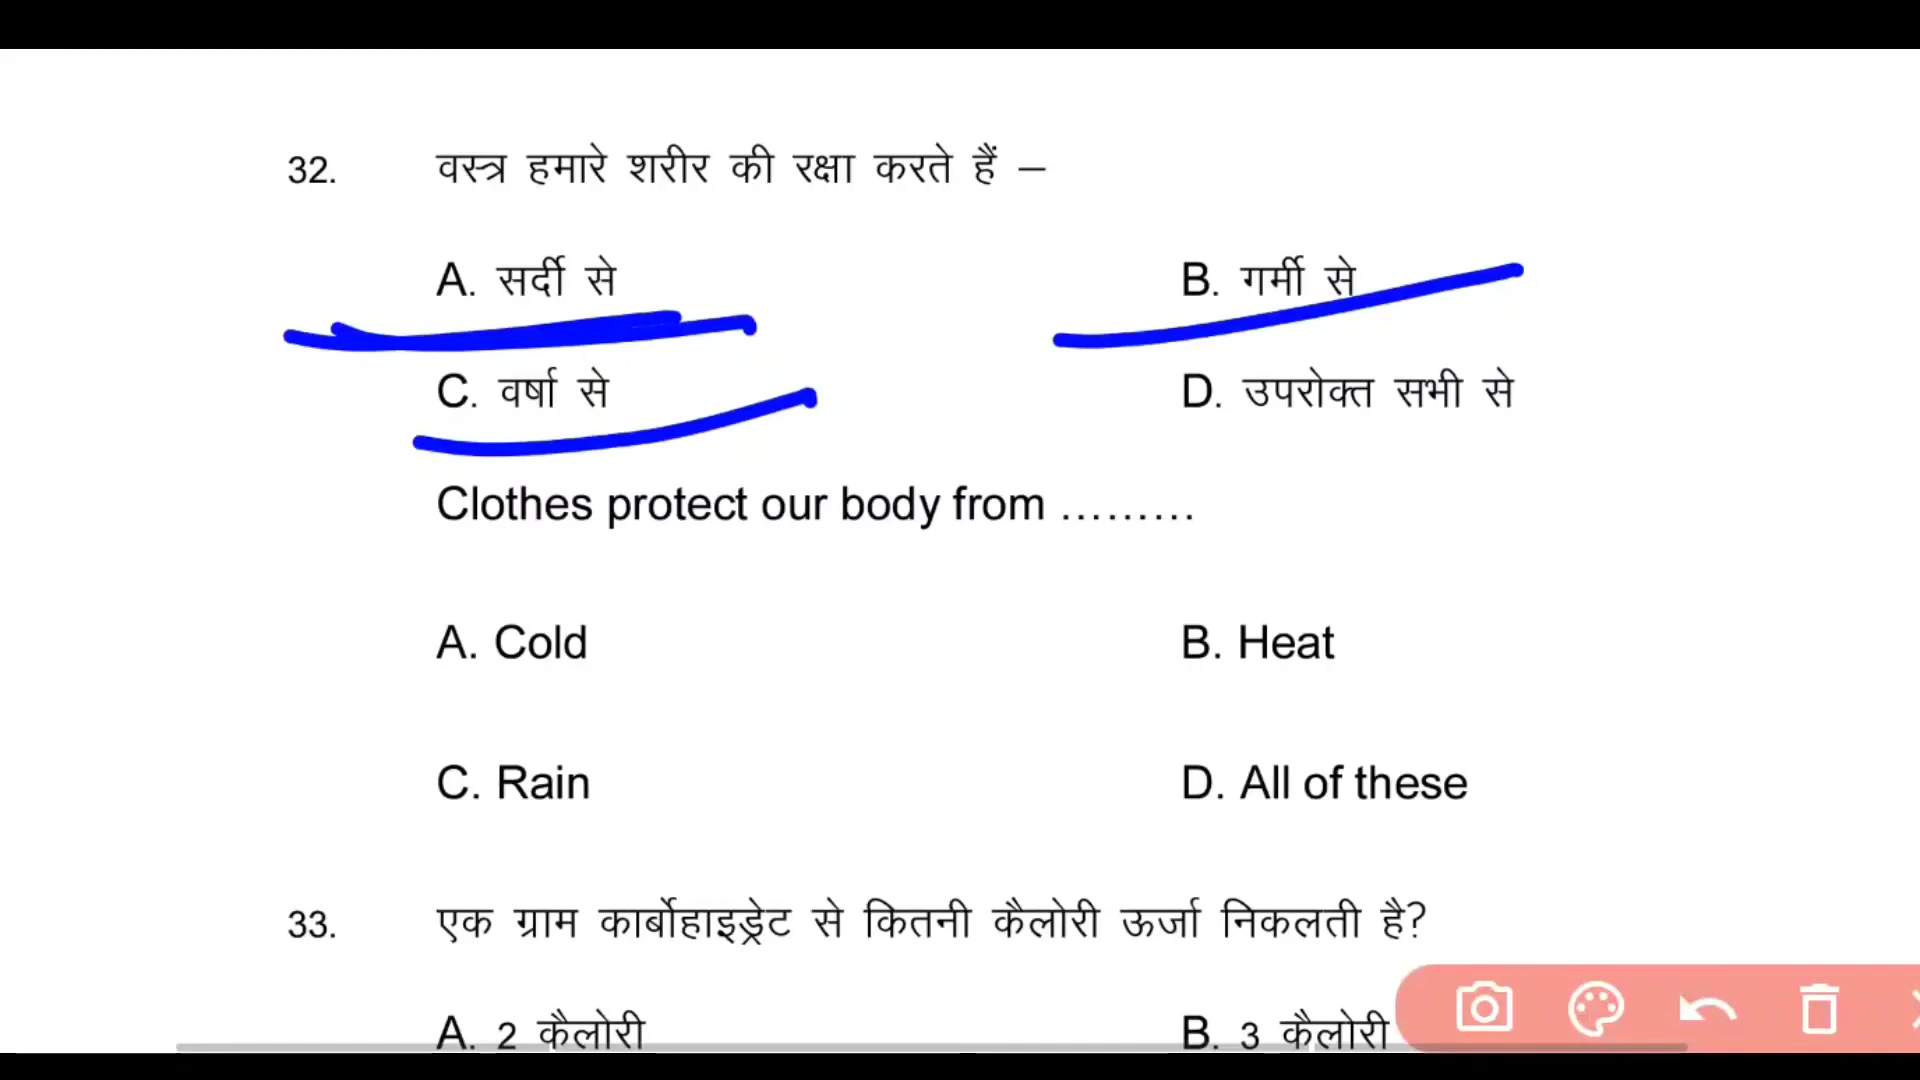 32. वस्त्र हमारे शरीर की रक्षा करते हैं –
A. सर्दी से B. गर्मी से
C. वर्षा से D. उपरोक्त सभी से
Clothes protect our body from .........
A. Cold B. Heat
C. Rain D. All of these
33. एक ग्राम कार्बोहाइड्रेट से कितनी कैलोरी ऊर्जा निकलती है?
A. 2 कैलोरी B. 3 कैलोरी